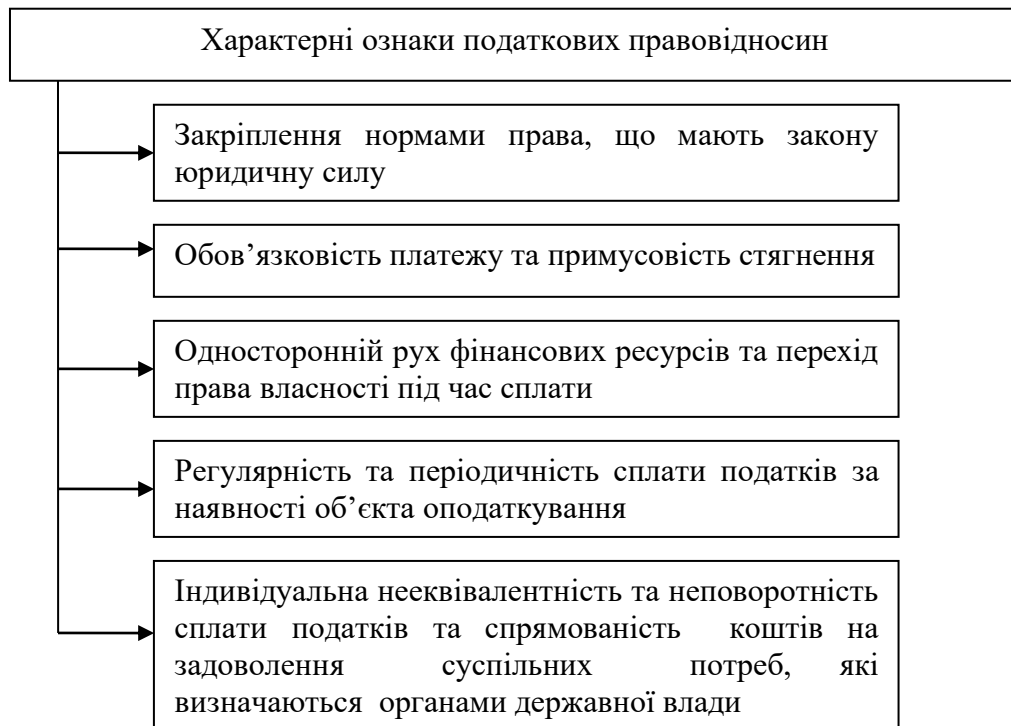 Характерні ознаки податкових правовідносин
Закріплення нормами права, що мають закону
юридичну силу
Обов’язковість платежу та примусовість стягнення
Односторонній рух фінансових ресурсів та перехід
права власності під час сплати
Регулярність та періодичність сплати податків за
наявності об’єкта оподаткування
Індивідуальна нееквівалентність та неповоротність
сплати податків та спрямованість коштів на
задоволення суспільних потреб, які
визначаються органами державної влади